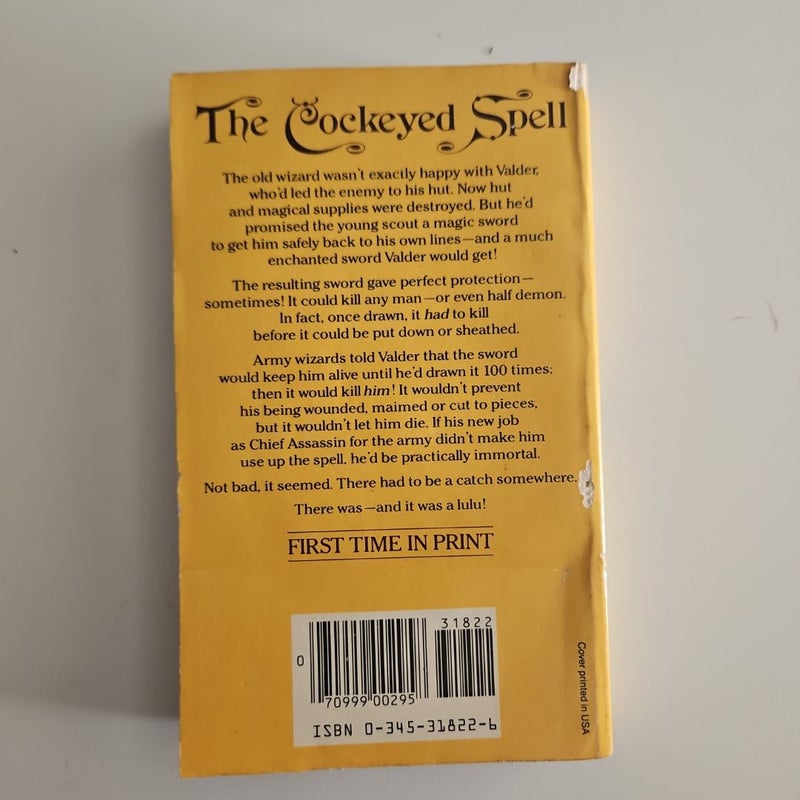 The Cockeyed Spell
The old wizard wasn't exactly happy with Valder,
who'd led the enemy to his hut. Now hut
and magical supplies were destroyed. But he'd
promised the young scout a magic sword
to get him safely back to his own lines—and a much
enchanted sword Valder would get!
The resulting sword gave perfect protection—
sometimes! It could kill any man—or even half demon.
In fact, once drawn, it had to kill
before it could be put down or sheathed.
Army wizards told Valder that the sword
would keep him alive until he'd drawn it 100 times;
then it would kill him! It wouldn't prevent
his being wounded, maimed or cut to pieces,
but it wouldn't let him die. If his new job
as Chief Assassin for the army didn't make him
use up the spell, he'd be practically immortal.
Not bad, it seemed. There had to be a catch somewhere.
There was—and it was a lulu!
FIRST TIME IN PRINT
31822
0
70999 00295
ISBN 0-345-31822-6
Cover printed in USA